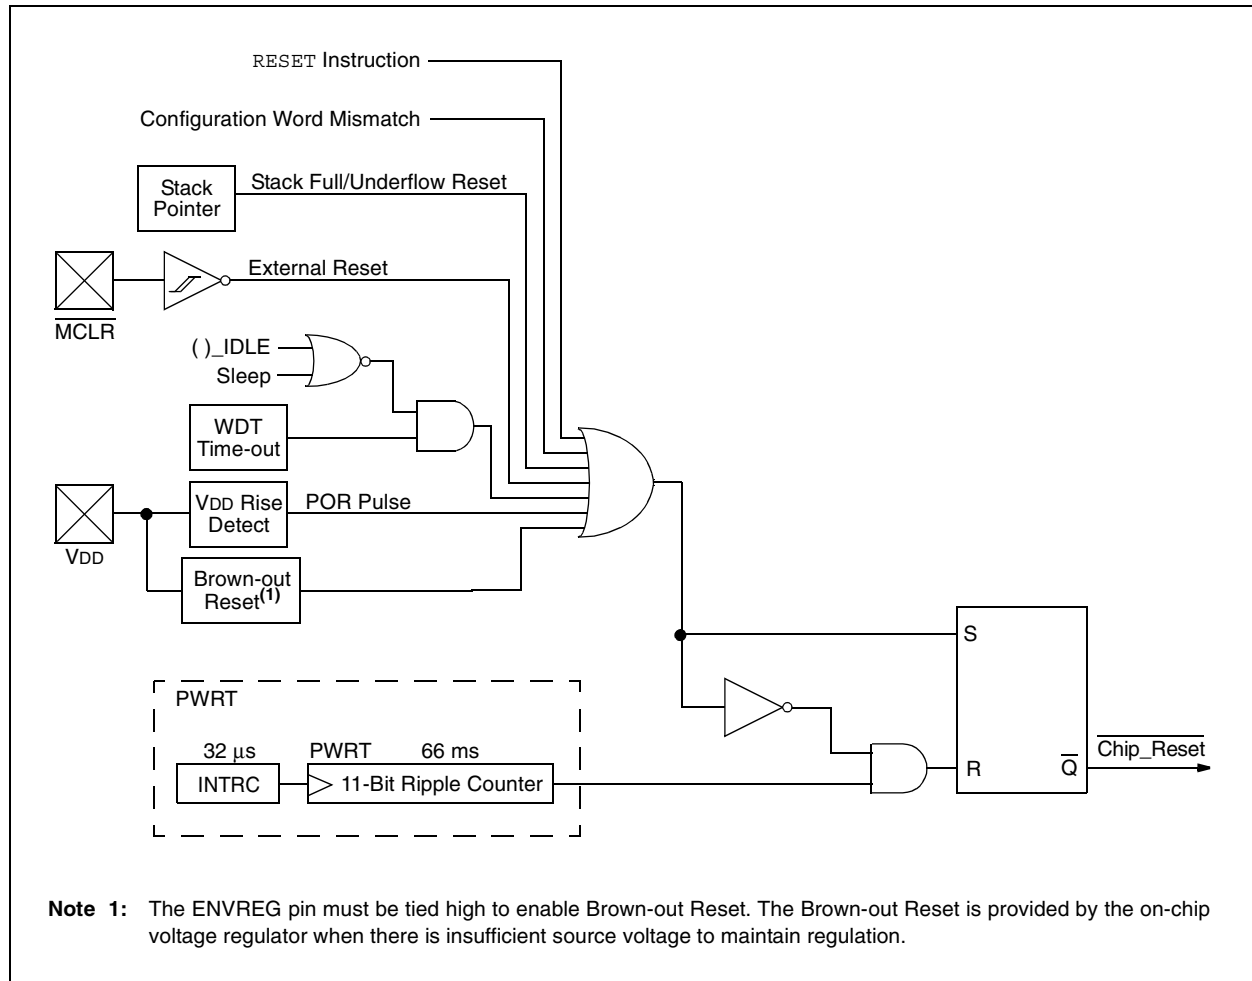 RESET Instruction
Configuration Word Mismatch
Stack
Pointer
Stack Full/Underflow Reset
External Reset
MCLR
( )_IDLE
Sleep
WDT
Time-out
VDD Rise
Detect
POR Pulse
VDD
Brown-out
Reset(1)
S
PWRT
32 μs
PWRT
66 ms
INTRC
11-Bit Ripple Counter
R
Q
Chip_Reset
Note 1: The ENVREG pin must be tied high to enable Brown-out Reset. The Brown-out Reset is provided by the on-chip
voltage regulator when there is insufficient source voltage to maintain regulation.